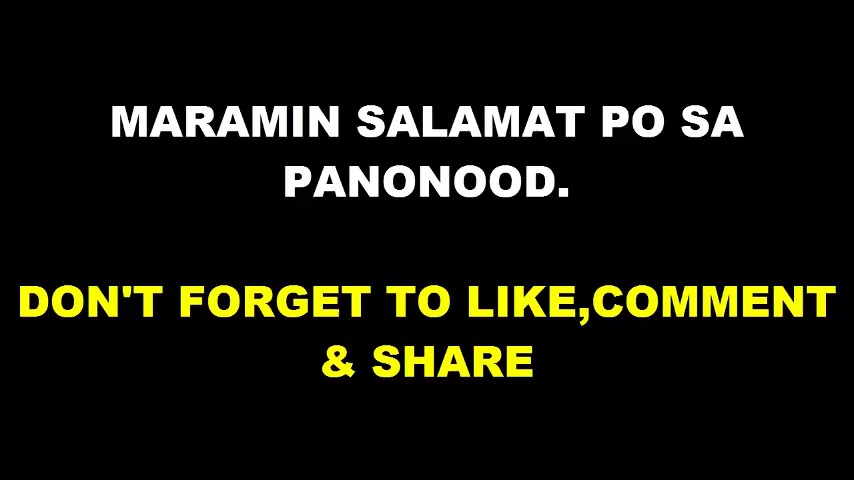 MARAMIN SALAMAT PO SA
PANONOOD.
DON'T FORGET TO LIKE,COMMENT
& SHARE